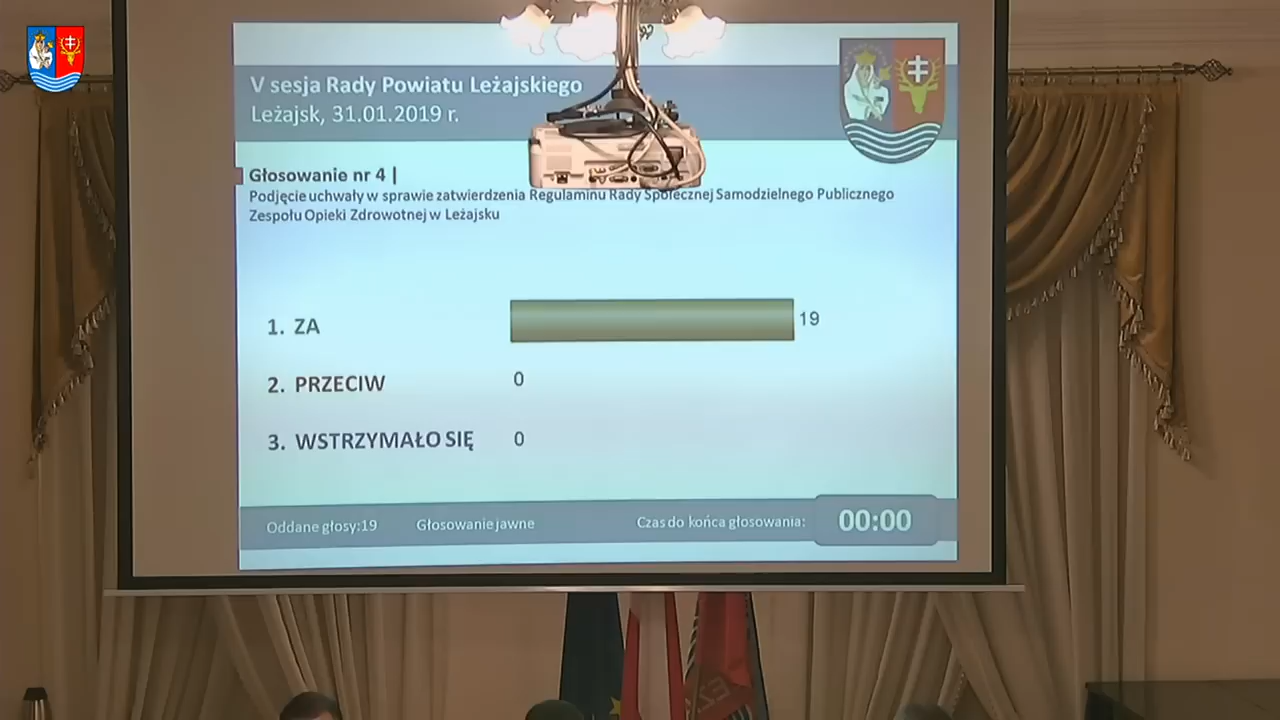 V sesja Rady Powiatu Leżajskiego
Leżajsk, 31.01.2019 r.
Głosowanie nr 4 |
Podjęcie uchwały w sprawie zatwierdzenia Regulaminu Rady Społecznej Samodzielnego Publicznego
Zespołu Opieki Zdrowotnej w Leżajsku
1. ZA 19
2. PRZECIW 0
3. WSTRZYMAŁO SIĘ 0
Oddane głosy:19 Głosowanie jawne Czas do końca głosowania: 00:00